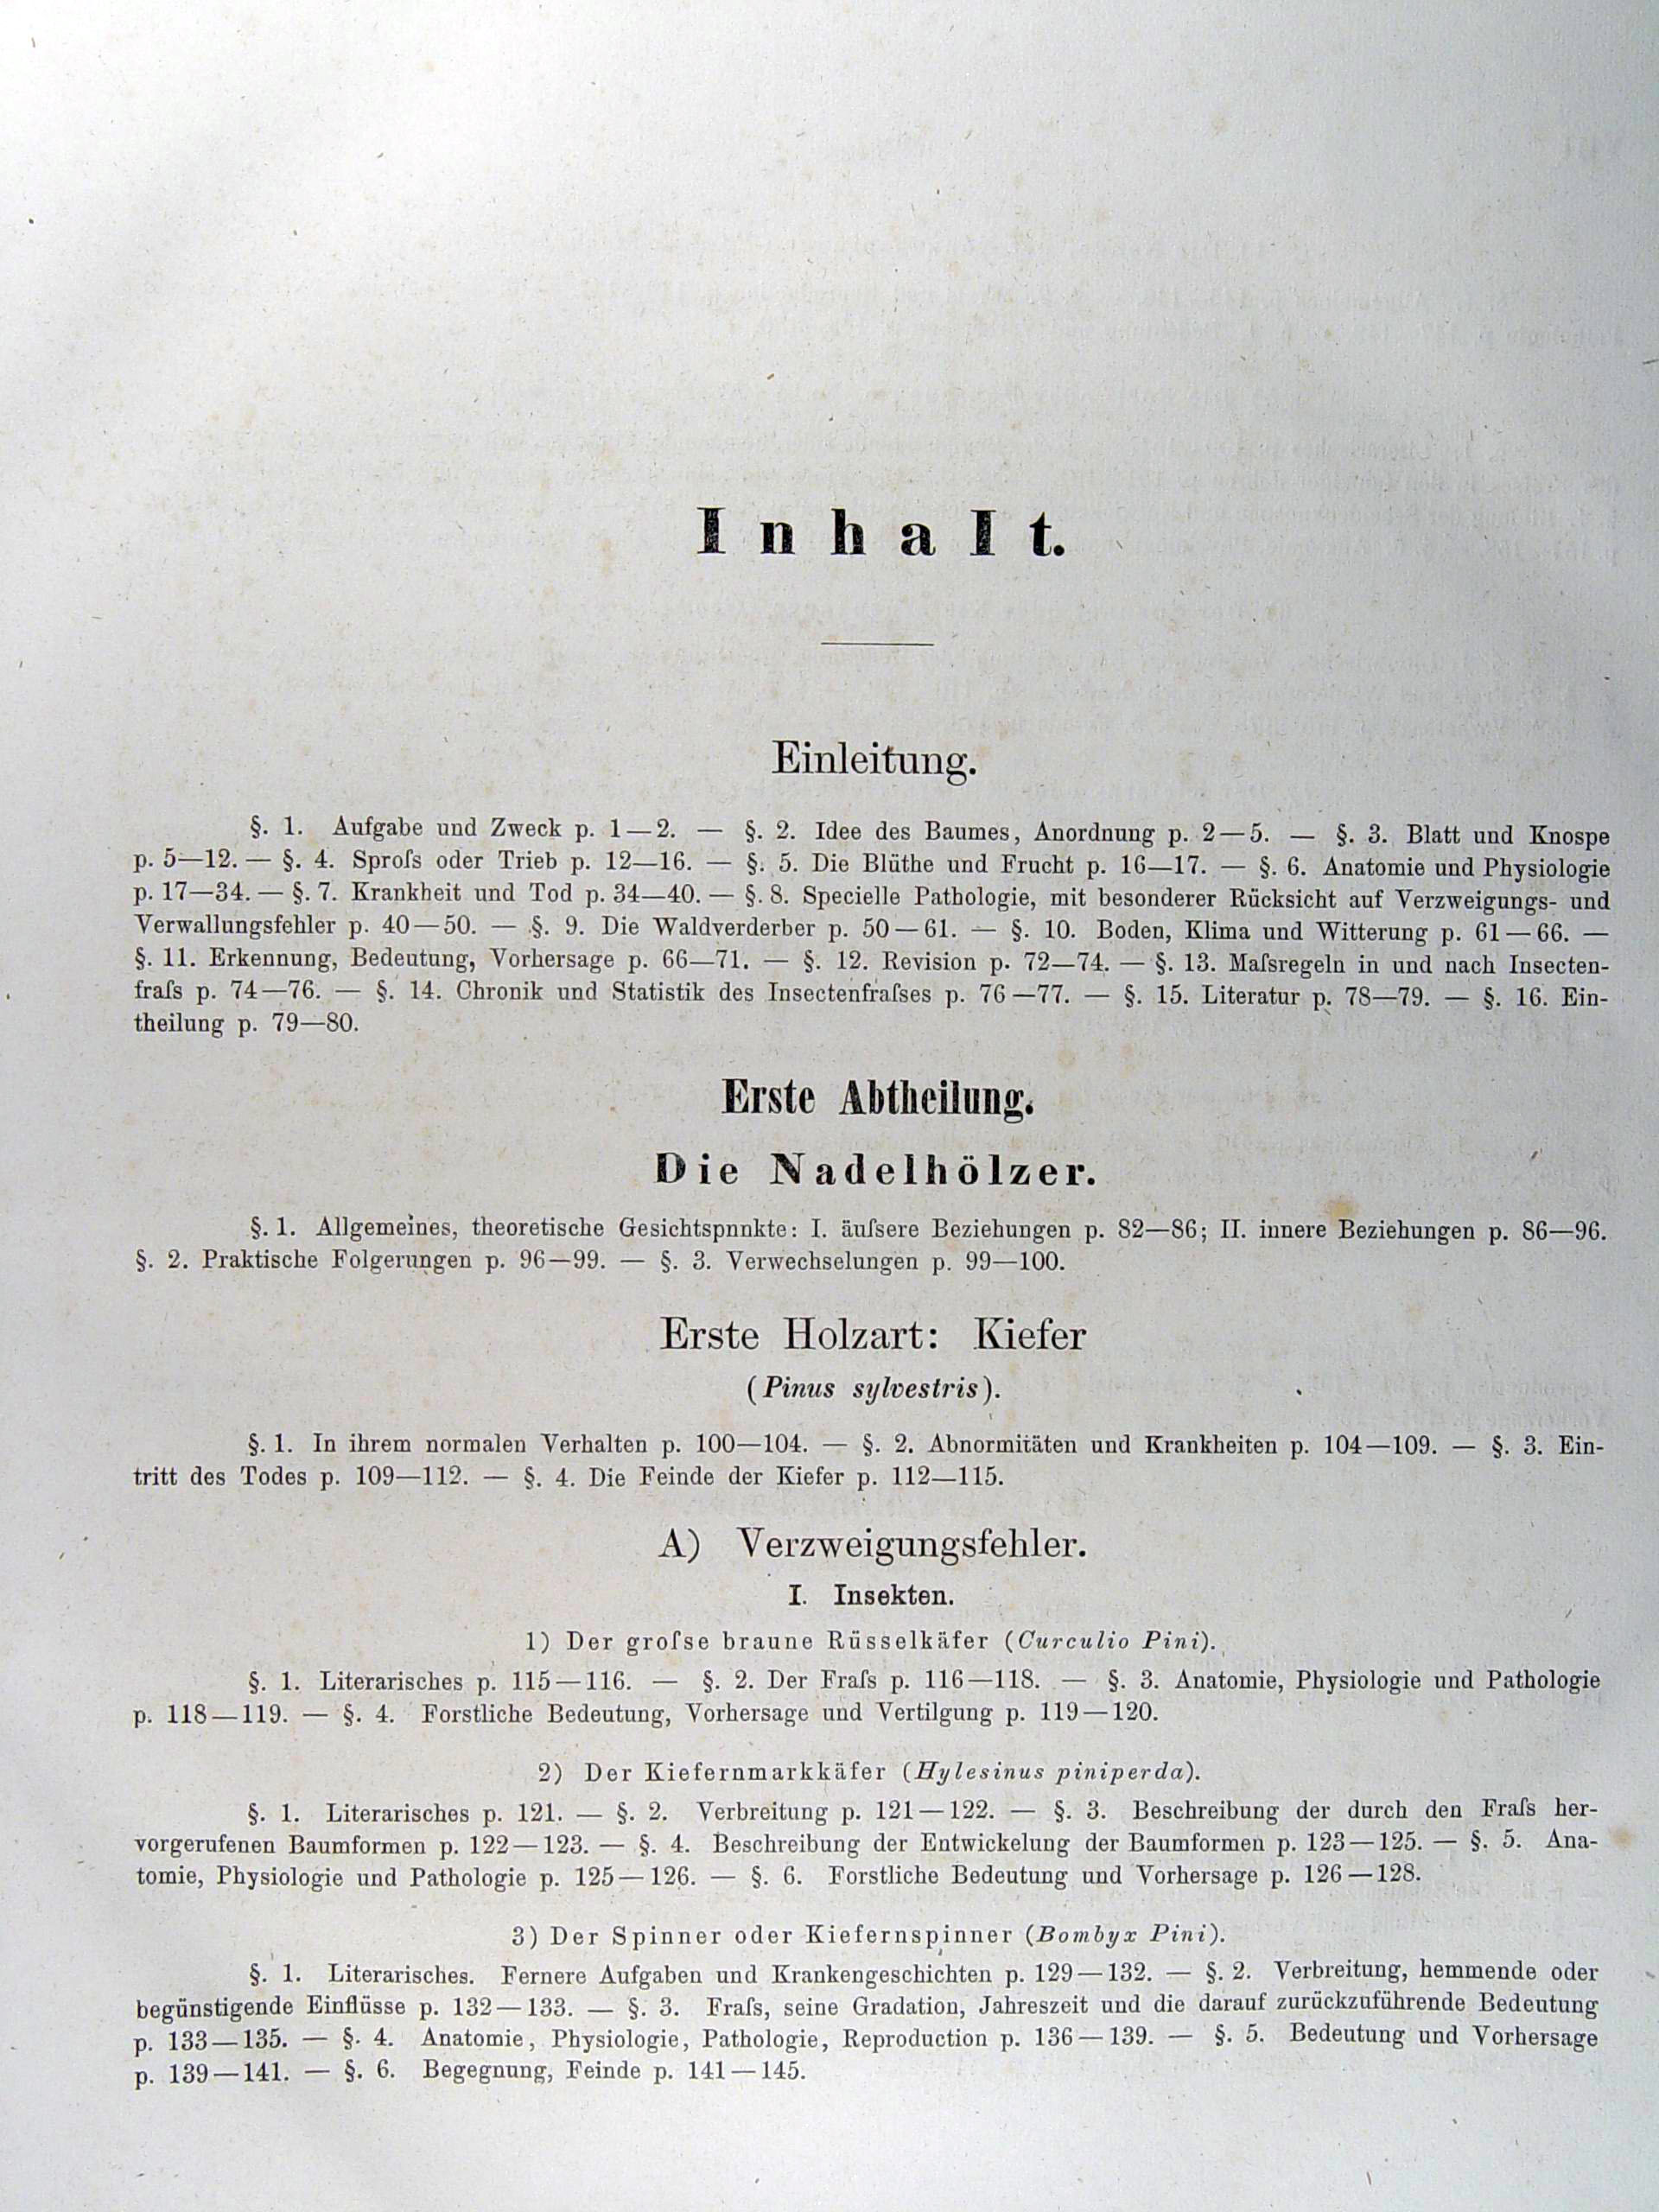 Inhalt.
Einleitung.
§. 1. Aufgabe und Zweck p. 1—2. — §. 2. Idee des Baumes, Anordnung p. 2—5. — §. 3. Blatt und Knospe
p. 5—12. — §. 4. Sproſs oder Trieb p. 12—16. — §. 5. Die Blüthe und Frucht p. 16—17. — §. 6. Anatomie und Physiologie
p. 17—34. — §. 7. Krankheit und Tod p. 34—40. — §. 8. Specielle Pathologie, mit besonderer Rücksicht auf Verzweigungs- und
Verwallungsfehler p. 40—50. — §. 9. Die Waldverderber p. 50—61. — §. 10. Boden, Klima und Witterung p. 61—66. —
§. 11. Erkennung, Bedeutung, Vorhersage p. 66—71. — §. 12. Revision p. 72—74. — §. 13. Maſsregeln in und nach Insecten-
fraſs p. 74—76. — §. 14. Chronik und Statistik des Insectenfraſses p. 76—77. — §. 15. Literatur p. 78—79. — §. 16. Ein-
theilung p. 79—80.
Erste Abtheilung.
Die Nadelhölzer.
§. 1. Allgemeines, theoretische Gesichtspnnkte: I. äuſsere Beziehungen p. 82—86; II. innere Beziehungen p. 86—96.
§. 2. Praktische Folgerungen p. 96—99. — §. 3. Verwechselungen p. 99—100.
Erste Holzart: Kiefer
(Pinus sylvestris).
§. 1. In ihrem normalen Verhalten p. 100—104. — §. 2. Abnormitäten und Krankheiten p. 104—109. — §. 3. Ein-
tritt des Todes p. 109—112. — §. 4. Die Feinde der Kiefer p. 112—115.
A) Verzweigungsfehler.
I. Insekten.
1) Der groſse braune Rüsselkäfer (Curculio Pini).
§. 1. Literarisches p. 115—116. — §. 2. Der Fraſs p. 116—118. — §. 3. Anatomie, Physiologie und Pathologie
p. 118—119. — §. 4. Forstliche Bedeutung, Vorhersage und Vertilgung p. 119—120.
2) Der Kiefernmarkkäfer (Hylesinus piniperda).
§. 1. Literarisches p. 121. — §. 2. Verbreitung p. 121—122. — §. 3. Beschreibung der durch den Fraſs her-
vorgerufenen Baumformen p. 122—123. — §. 4. Beschreibung der Entwickelung der Baumformen p. 123—125. — §. 5. Ana-
tomie, Physiologie und Pathologie p. 125—126. — §. 6. Forstliche Bedeutung und Vorhersage p. 126—128.
3) Der Spinner oder Kiefernspinner (Bombyx Pini).
§. 1. Literarisches. Fernere Aufgaben und Krankengeschichten p. 129—132. — §. 2. Verbreitung, hemmende oder
begünstigende Einflüsse p. 132—133. — §. 3. Fraſs, seine Gradation, Jahreszeit und die darauf zurückzuführende Bedeutung
p. 133—135. — §. 4. Anatomie, Physiologie, Pathologie, Reproduction p. 136—139. — §. 5. Bedeutung und Vorhersage
p. 139—141. — §. 6. Begegnung, Feinde p. 141—145.